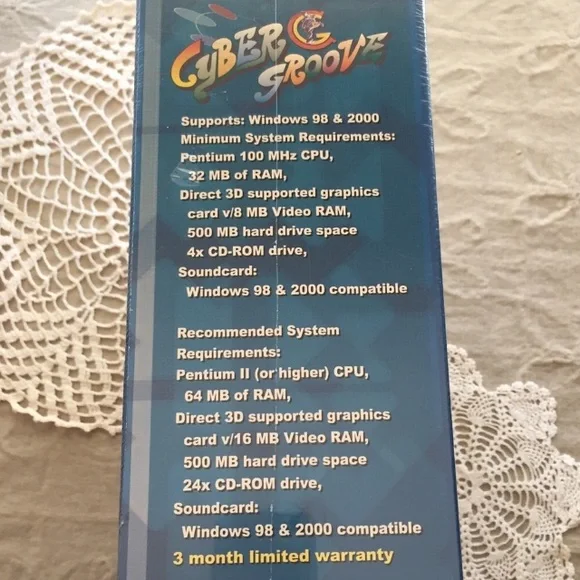 CYBER
GROOVE
Supports: Windows 98 & 2000
Minimum System Requirements:
Pentium 100 MHz CPU,
32 MB of RAM,
Direct 3D supported graphics
card v/8 MB Video RAM,
500 MB hard drive space
4x CD-ROM drive,
Soundcard:
Windows 98 & 2000 compatible
Recommended System
Requirements:
Pentium II (or higher) CPU,
64 MB of RAM,
Direct 3D supported graphics
card v/16 MB Video RAM,
500 MB hard drive space
24x CD-ROM drive,
Soundcard:
Windows 98 & 2000 compatible
3 month limited warranty